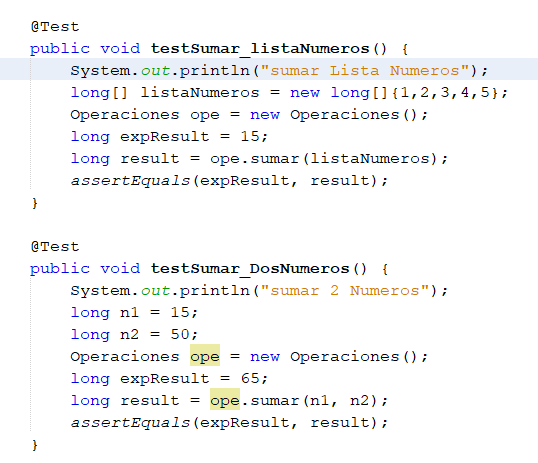 @Test
public void testSumar_listaNumeros() {
System.out.println("sumar Lista Numeros");
long[] listaNumeros = new long[]{1,2,3,4,5};
Operaciones ope = new Operaciones();
long expResult = 15;
long result = ope.sumar(listaNumeros);
assertEquals(expResult, result);
}
@Test
public void testSumar_DosNumeros() {
System.out.println("sumar 2 Numeros");
long n1 = 15;
long n2 = 50;
Operaciones ope = new Operaciones();
long expResult = 65;
long result = ope.sumar(n1, n2);
assertEquals(expResult, result);
}